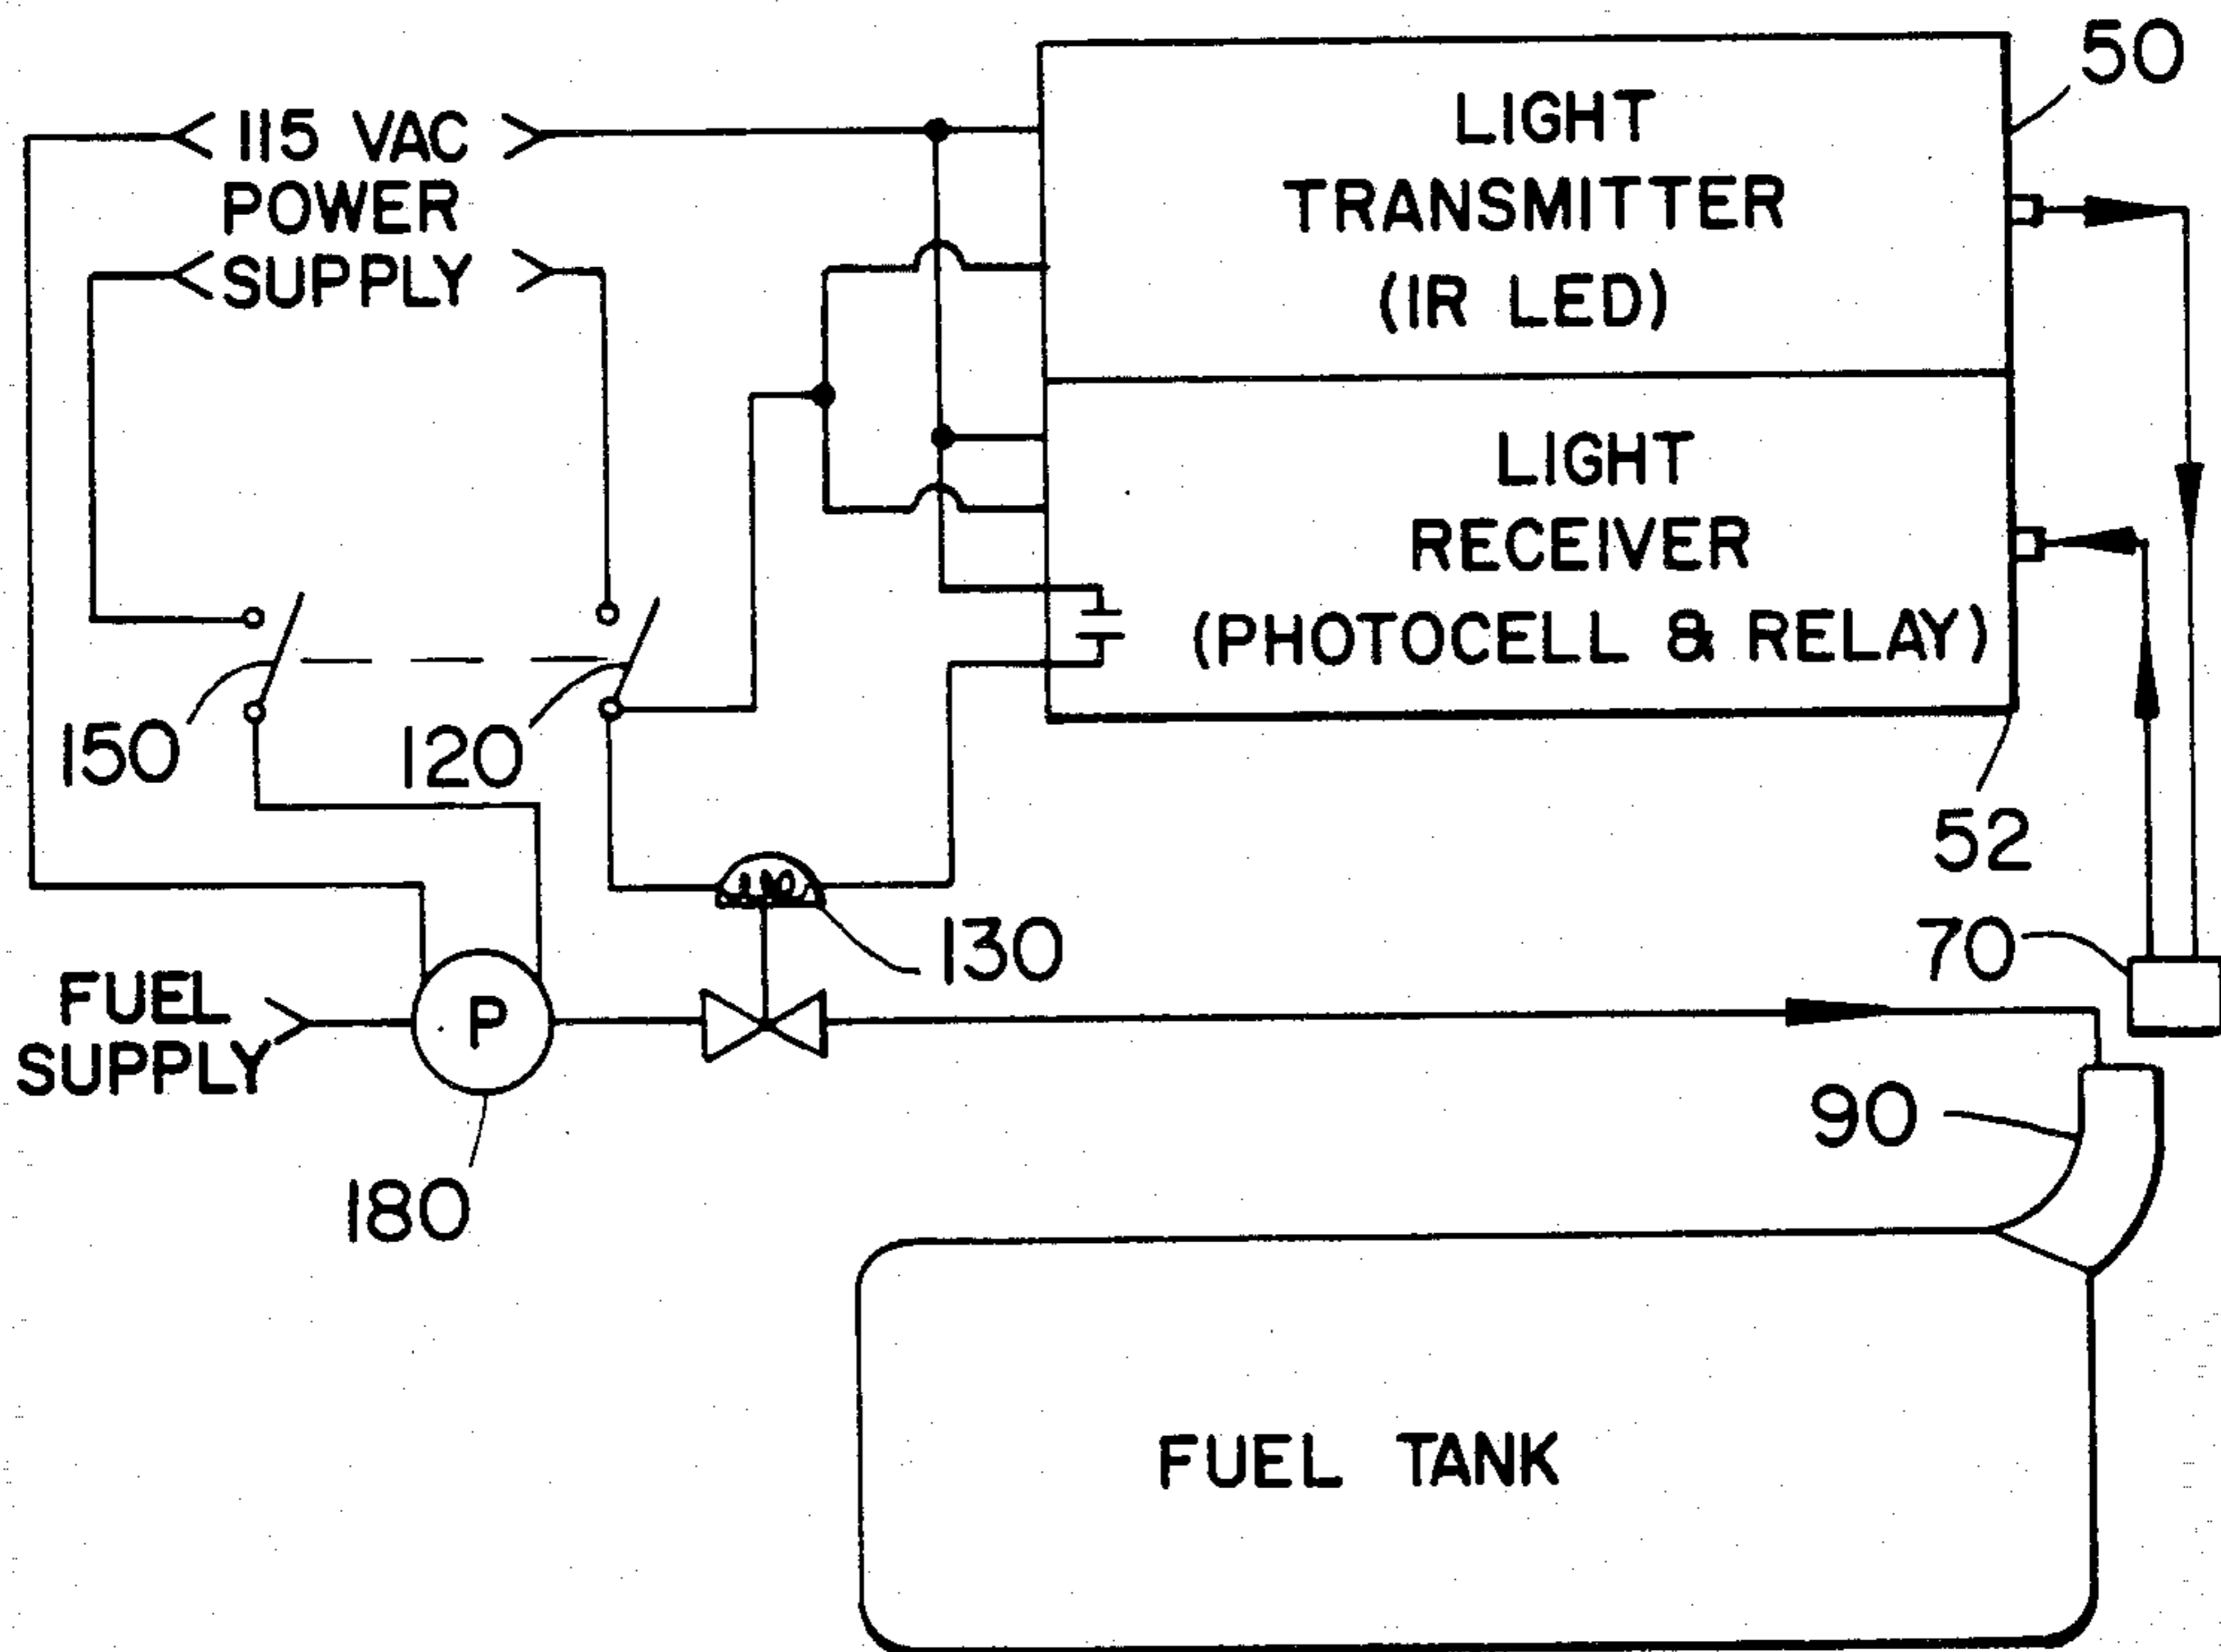 50
115 VAC
POWER
SUPPLY
LIGHT
TRANSMITTER
(IR LED)
LIGHT
RECEIVER
(PHOTOCELL & RELAY)
150
120
52
130
70
FUEL
SUPPLY
P
90
180
FUEL TANK